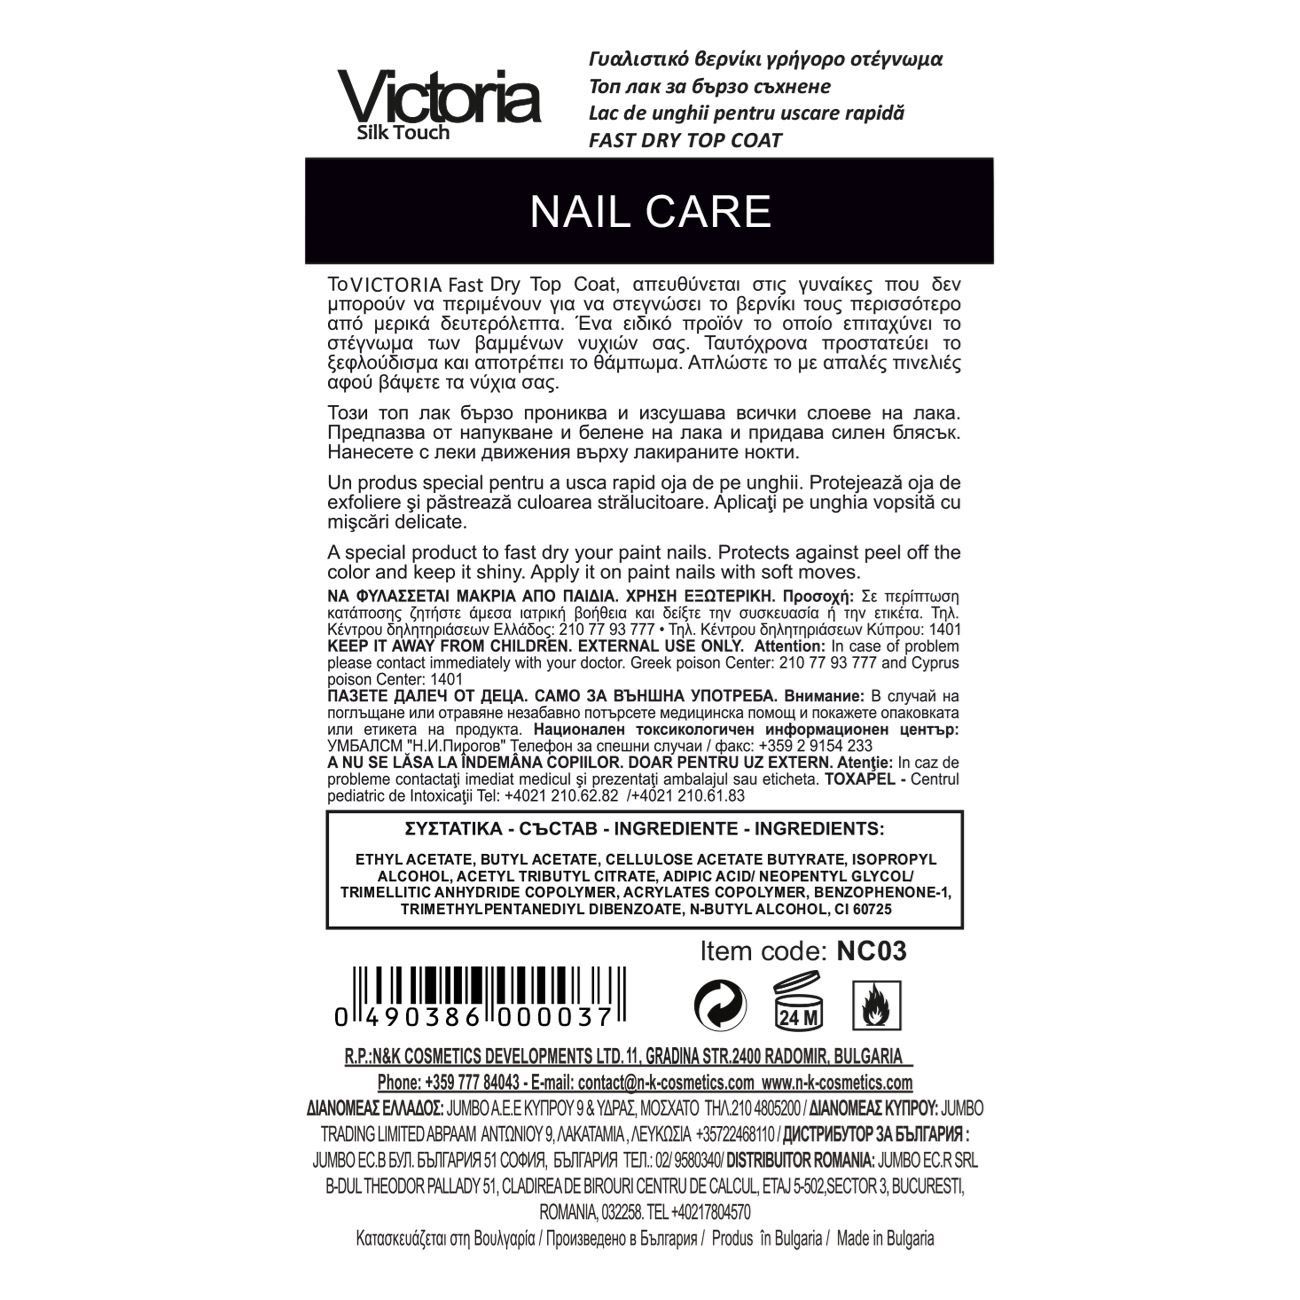 Victoria
Silk Touch
Γυαλιστικό βερνίκι γρήγορο οτέγνωμα
Топ лак за бързо съхнене
Lac de unghii pentru uscare rapidă
FAST DRY TOP COAT
NAIL CARE
Το VICTORIA Fast Dry Top Coat, απευθύνεται στις γυναίκες που δεν
μπορούν να περιμένουν για να στεγνώσει το βερνίκι τους περισσότερο
από μερικά δευτερόλεπτα. Ένα ειδικό προϊόν το οποίο επιταχύνει το
στέγνωμα των βαμμένων νυχιών σας. Ταυτόχρονα προστατεύει το
ξεφλούδισμα και αποτρέπει το θάμπωμα. Απλώστε το με απαλές πινελιές
αφού βάψετε τα νύχια σας.
Този топ лак бързо прониква и изсушава всички слоеве на лака.
Предпазва от напукване и белене на лака и придава силен блясък.
Нанесете с леки движения върху лакираните нокти.
Un produs special pentru a usca rapid oja de pe unghii. Protejează oja de
exfoliere şi păstrează culoarea strălucitoare. Aplicaţi pe unghia vopsită cu
mişcări delicate.
A special product to fast dry your paint nails. Protects against peel off the
color and keep it shiny. Apply it on paint nails with soft moves.
ΝΑ ΦΥΛΑΣΣΕΤΑΙ ΜΑΚΡΙΑ ΑΠΟ ΠΑΙΔΙΑ. ΧΡΗΣΗ ΕΞΩΤΕΡΙΚΗ. Προσοχή: Σε περίπτωση
κατάποσης ζητήστε άμεσα ιατρική βοήθεια και δείξτε την συσκευασία ή την ετικέτα. Τηλ.
Κέντρου δηλητηριάσεων Ελλάδος: 210 77 93 777 • Τηλ. Κέντρου δηλητηριάσεων Κύπρου: 1401
KEEP IT AWAY FROM CHILDREN. EXTERNAL USE ONLY. Attention: In case of problem
please contact immediately with your doctor. Greek poison Center: 210 77 93 777 and Cyprus
poison Center: 1401
ПАЗЕТЕ ДАЛЕЧ ОТ ДЕЦА. САМО ЗА ВЪНШНА УПОТРЕБА. Внимание: В случай на
поглъщане или отравяне незабавно потърсете медицинска помощ и покажете опаковката
или етикета на продукта. Национален токсикологичен информационен център:
УМБАЛСМ "Н.И.Пирогов" Телефон за спешни случаи / факс: +359 2 9154 233
A NU SE LĂSA LA ÎNDEMÂNA COPIILOR. DOAR PENTRU UZ EXTERN. Atenţie: In caz de
probleme contactaţi imediat medicul şi prezentaţi ambalajul sau eticheta. TOXAPEL - Centrul
pediatric de Intoxicaţii Tel: +4021 210.62.82 /+4021 210.61.83
ΣΥΣΤΑΤΙΚΑ - СЪСТАВ - INGREDIENTE - INGREDIENTS:
ETHYL ACETATE, BUTYL ACETATE, CELLULOSE ACETATE BUTYRATE, ISOPROPYL
ALCOHOL, ACETYL TRIBUTYL CITRATE, ADIPIC ACID/ NEOPENTYL GLYCOL/
TRIMELLITIC ANHYDRIDE COPOLYMER, ACRYLATES COPOLYMER, BENZOPHENONE-1,
TRIMETHYLPENTANEDIYL DIBENZOATE, N-BUTYL ALCOHOL, CI 60725
Item code: NC03
0 490386 000037
24 M
R.P.:N&K COSMETICS DEVELOPMENTS LTD. 11, GRADINA STR.2400 RADOMIR, BULGARIA
Phone: +359 777 84043 - E-mail: contact@n-k-cosmetics.com www.n-k-cosmetics.com
ΔΙΑΝΟΜΕΑΣ ΕΛΛΑΔΟΣ: JUMBO A.E.E ΚΥΠΡΟΥ 9 & ΥΔΡΑΣ, ΜΟΣΧΑΤΟ ΤΗΛ.210 4805200 / ΔΙΑΝΟΜΕΑΣ ΚΥΠΡΟΥ: JUMBO
TRADING LIMITED ΑΒΡΑΑΜ ΑΝΤΩΝΙΟΥ 9, ΛΑΚΑΤΑΜΙΑ, ΛΕΥΚΩΣΙΑ +35722468110 / ДИСТРИБУТОР ЗА БЪЛГАРИЯ :
JUMBO EC.B БУЛ. БЪЛГАРИЯ 51 СОФИЯ, БЪЛГАРИЯ ТЕЛ.: 02/ 9580340/ DISTRIBUITOR ROMANIA: JUMBO EC.R SRL
B-DUL THEODOR PALLADY 51, CLADIREA DE BIROURI CENTRU DE CALCUL, ETAJ 5-502,SECTOR 3, BUCURESTI,
ROMANIA, 032258. TEL +40217804570
Κατασκευάζεται στη Βουλγαρία / Произведено в България / Produs în Bulgaria / Made in Bulgaria